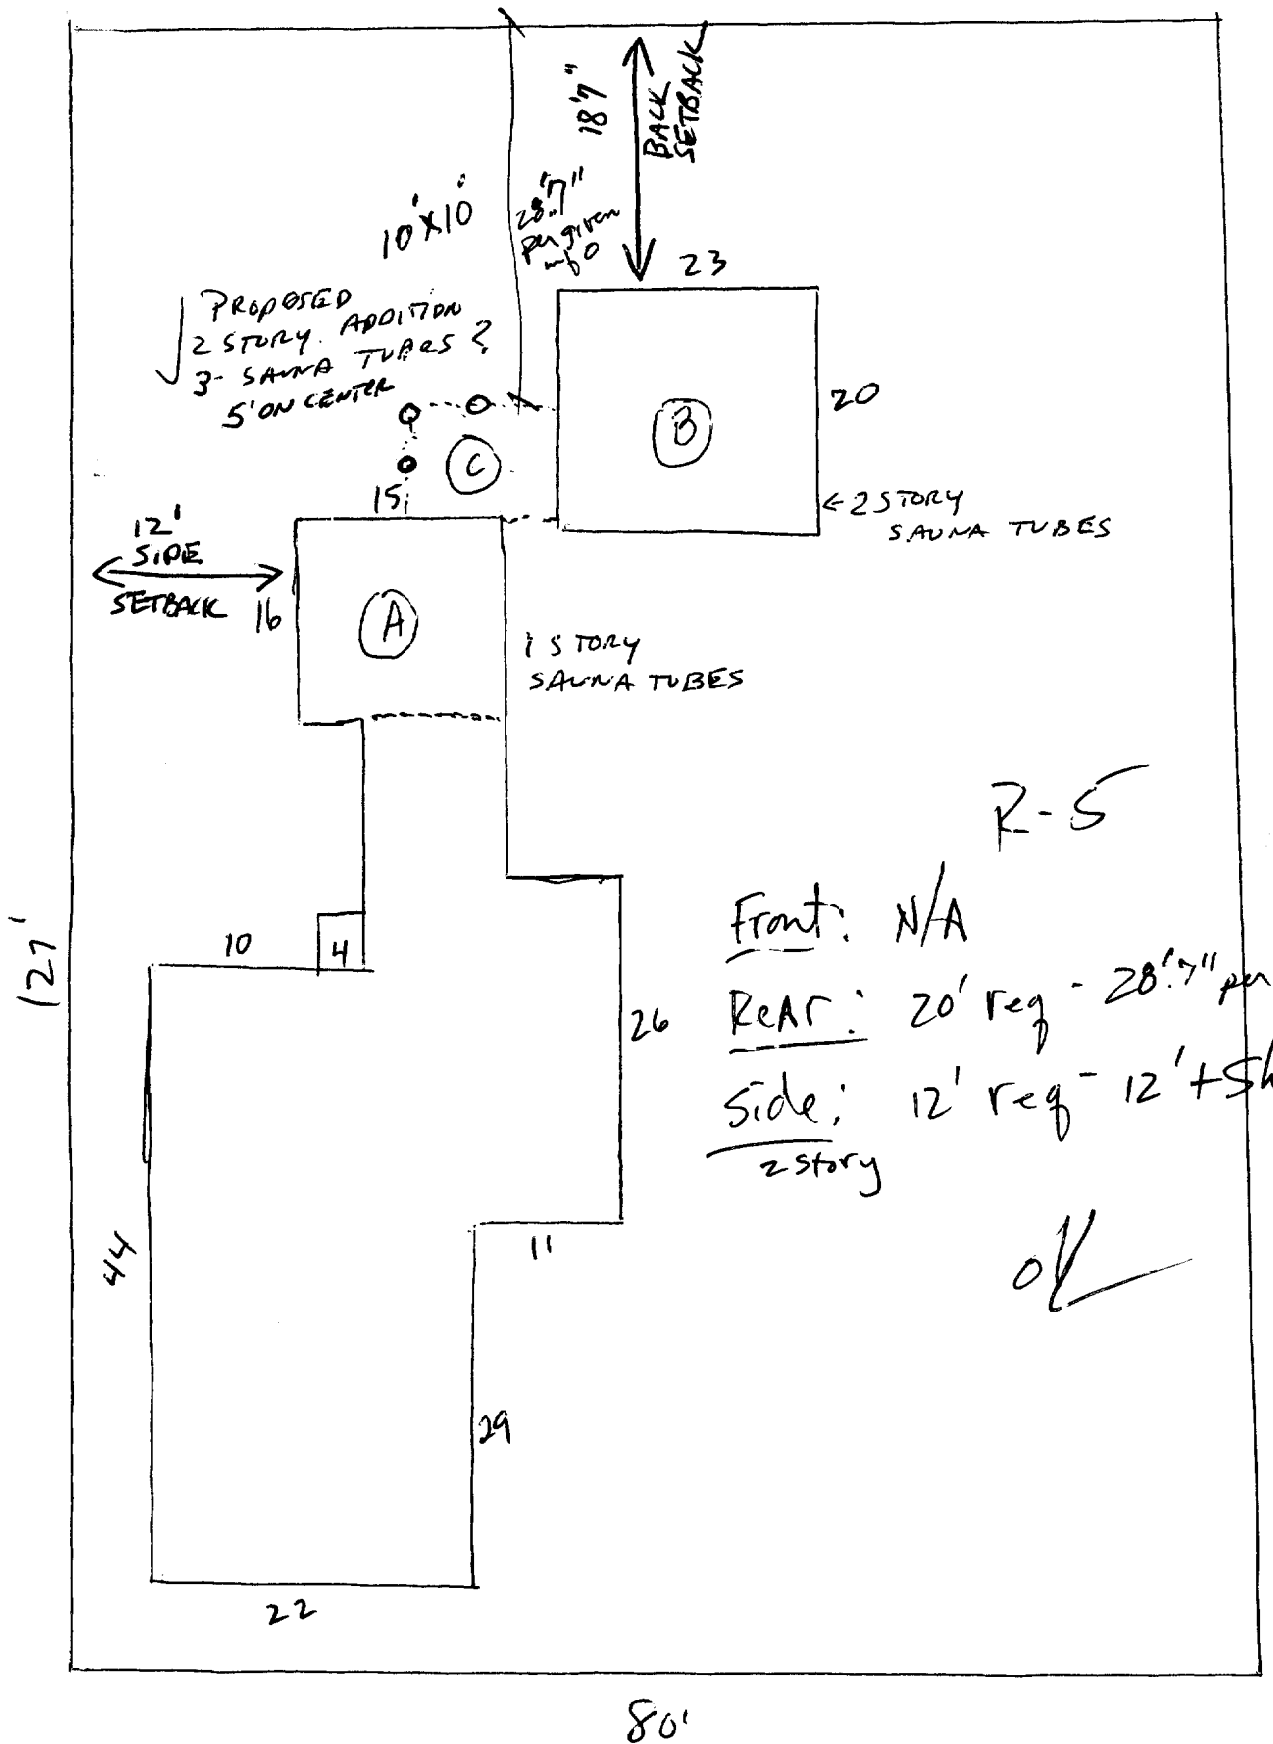 18'7"
BACK
SETBACK
10'x10'
28'.7"
per given
info
23
PROPOSED
2 STORY. ADDITION
3- SAUNA TUBES?
5' ON CENTER
20
B
C
15
← 2 STORY
SAUNA TUBES
12'
SIDE
SETBACK
16
A
1 STORY
SAUNA TUBES
R-5
Front: N/A
10
4
127'
Rear: 20' req - 28'.7" per
26
Side: 12' req - 12' + Sh
2 story
11
44
OK
29
22
80'